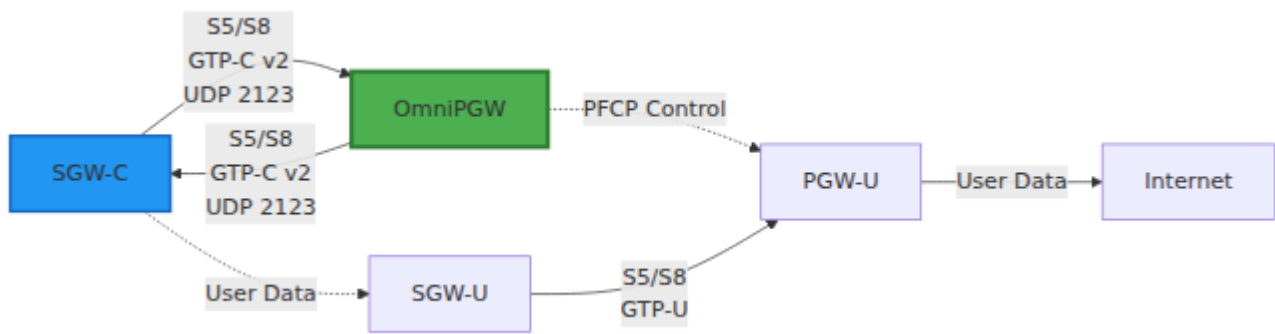 S5/S8
GTP-C v2
UDP 2123
OmniPGW
PFCP Control
S5/S8
GTP-C v2
UDP 2123
SGW-C
PGW-U
User Data
Internet
User Data
SGW-U
S5/S8
GTP-U